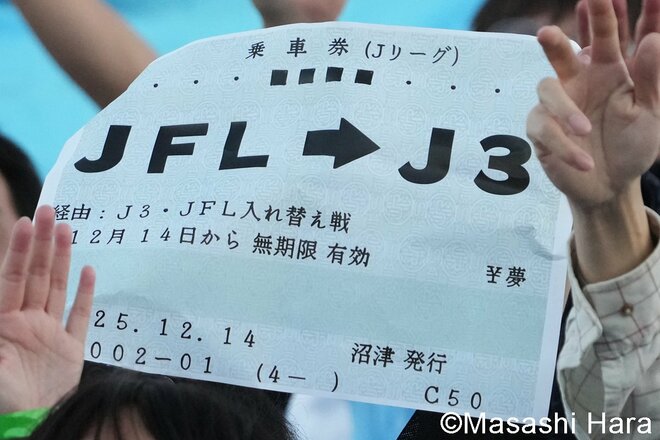 乗車券(Jリーグ)
JFL➡J3
経由:J3・JFL入れ替え戦
12月14日から 無期限 有効
¥夢
25.12.14
沼津 発行
002-01 (4- ) C50
©Masashi Hara